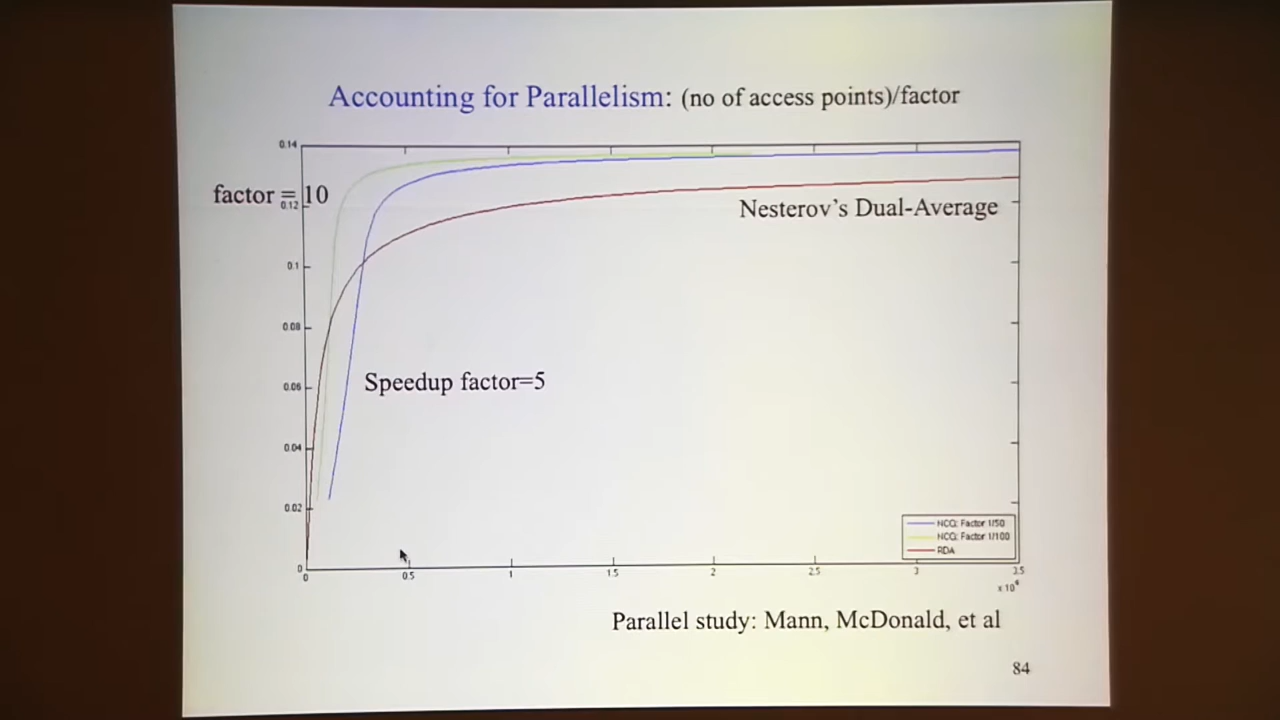 Accounting for Parallelism: (no of access points)/factor
0.14
factor = 10
0.12
Nesterov's Dual-Average
0.1
0.08
Speedup factor=5
0.06
0.04
0.02
NCQ: Factor 1/50
NCQ: Factor 1/100
RDA
0
0 0.5 1 1.5 2 2.5 3 3.5
Parallel study: Mann, McDonald, et al
84